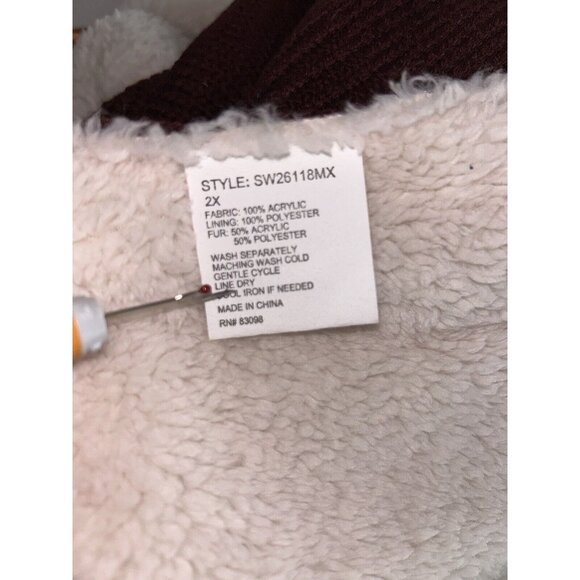 STYLE: SW26118MX
2X
FABRIC: 100% ACRYLIC
LINING: 100% POLYESTER
FUR: 50% ACRYLIC
50% POLYESTER
WASH SEPARATELY
MACHING WASH COLD
GENTLE CYCLE
LINE DRY
COOL IRON IF NEEDED
MADE IN CHINA
RN# 83098